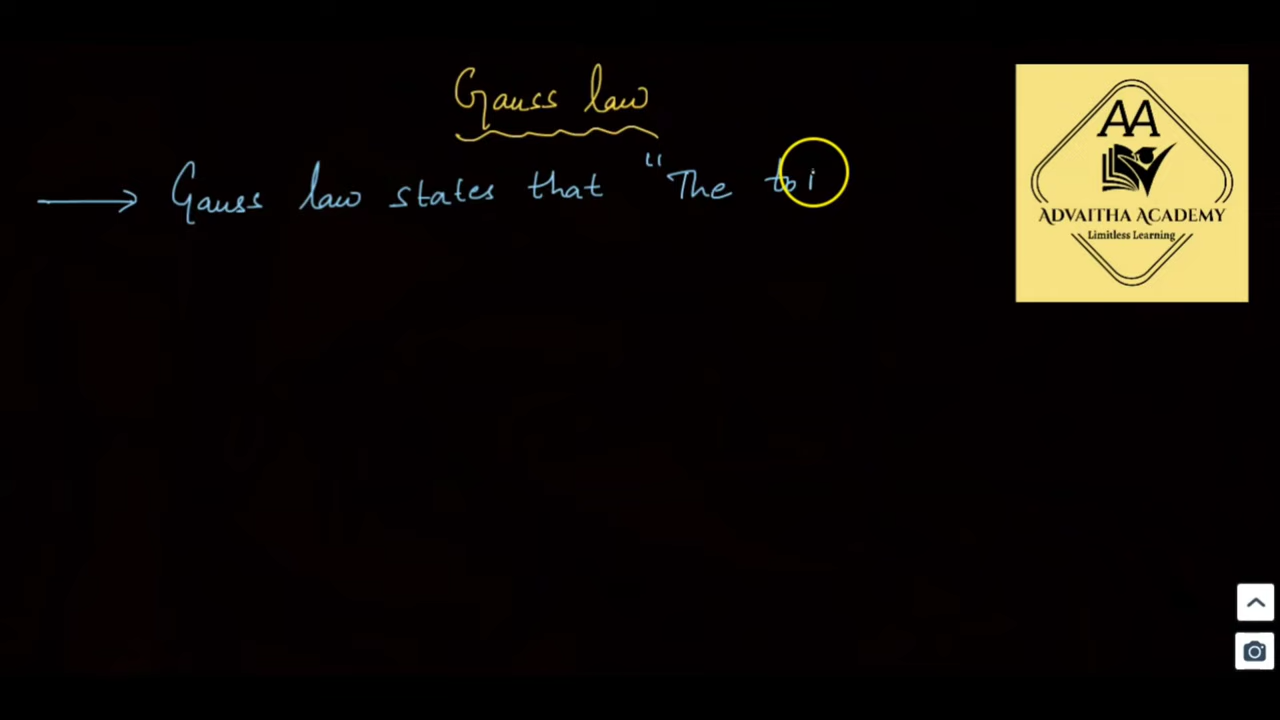 Gauss law
Gauss law states that "The to
AA
ADVAITHA ACADEMY
Limitless Learning